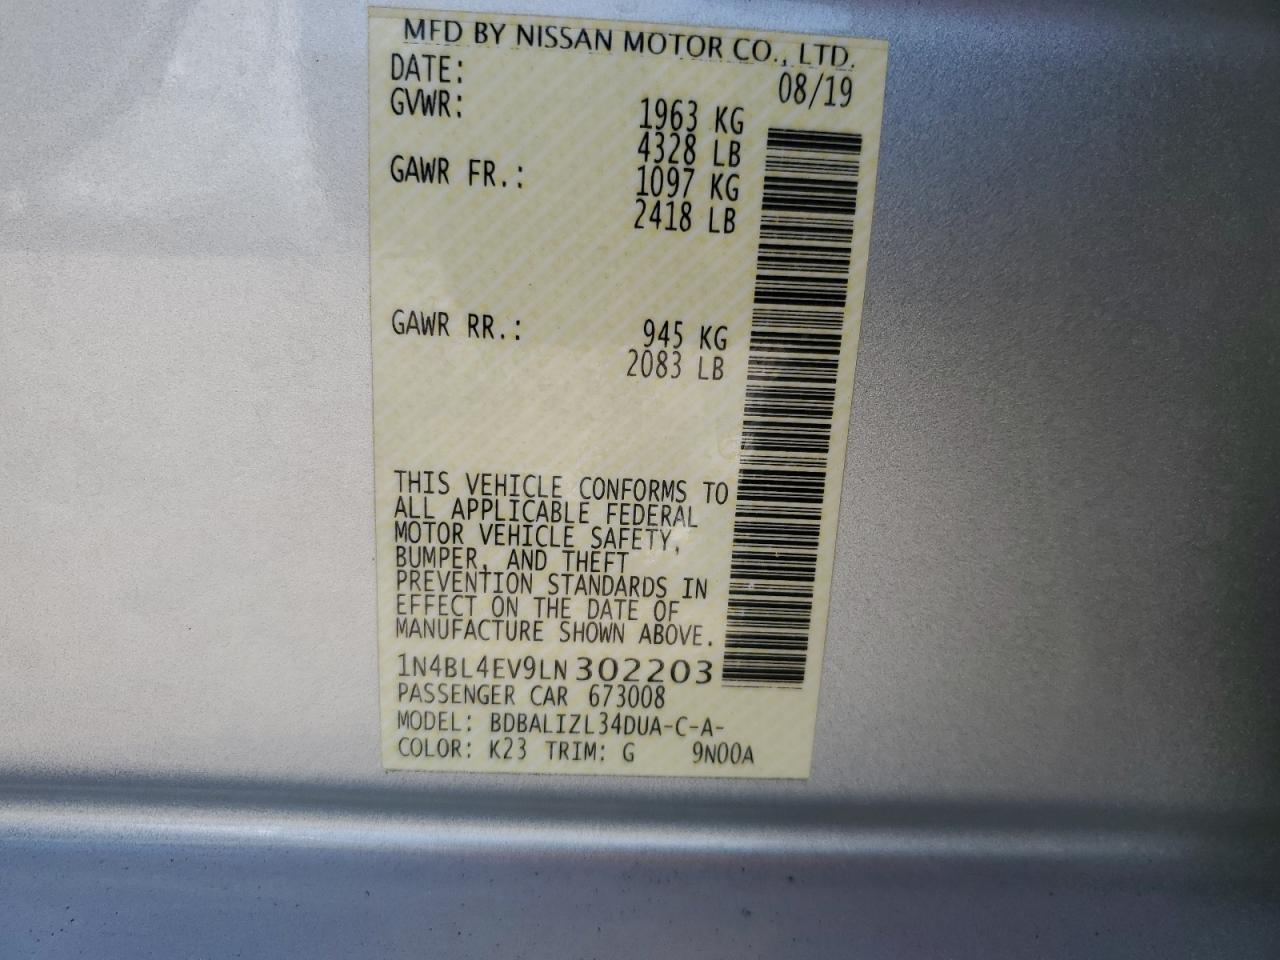 MFD BY NISSAN MOTOR CO., LTD.
DATE: 08/19
GVWR: 1963 KG
4328 LB
GAWR FR.: 1097 KG
2418 LB
GAWR RR.: 945 KG
2083 LB
THIS VEHICLE CONFORMS TO
ALL APPLICABLE FEDERAL
MOTOR VEHICLE SAFETY,
BUMPER, AND THEFT
PREVENTION STANDARDS IN
EFFECT ON THE DATE OF
MANUFACTURE SHOWN ABOVE.
1N4BL4EV9LN302203
PASSENGER CAR 673008
MODEL: BDBALIZL34DUA-C-A-
COLOR: K23 TRIM: G 9N00A